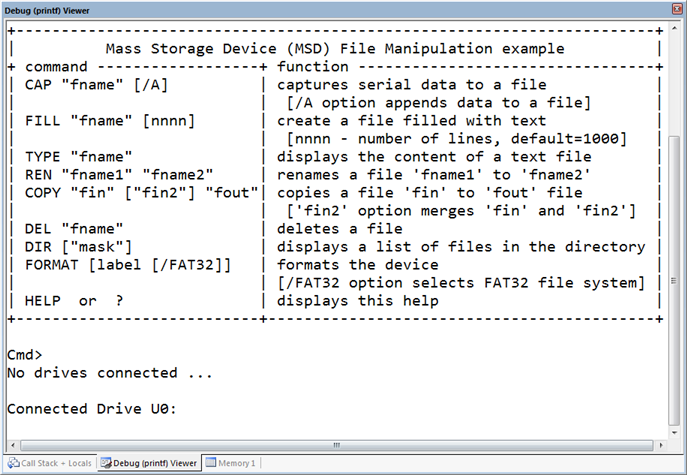 Debug (printf) Viewer
+-----------------------------------------------------------------------+
|          Mass Storage Device (MSD) File Manipulation example          |
+ command ------------------+ function ---------------------------------+
| CAP "fname" [/A]          | captures serial data to a file            |
|                           |  [/A option appends data to a file]       |
| FILL "fname" [nnnn]       | create a file filled with text            |
|                           |  [nnnn - number of lines, default=1000]   |
| TYPE "fname"              | displays the content of a text file       |
| REN "fname1" "fname2"     | renames a file 'fname1' to 'fname2'       |
| COPY "fin" ["fin2"] "fout"| copies a file 'fin' to 'fout' file        |
|                           |  ['fin2' option merges 'fin' and 'fin2']  |
| DEL "fname"               | deletes a file                            |
| DIR ["mask"]              | displays a list of files in the directory |
| FORMAT [label [/FAT32]]   | formats the device                        |
|                           | [/FAT32 option selects FAT32 file system] |
| HELP  or  ?               | displays this help                        |
+---------------------------+-------------------------------------------+
Cmd>
No drives connected ...
Connected Drive U0:
Call Stack + Locals | Debug (printf) Viewer | Memory 1